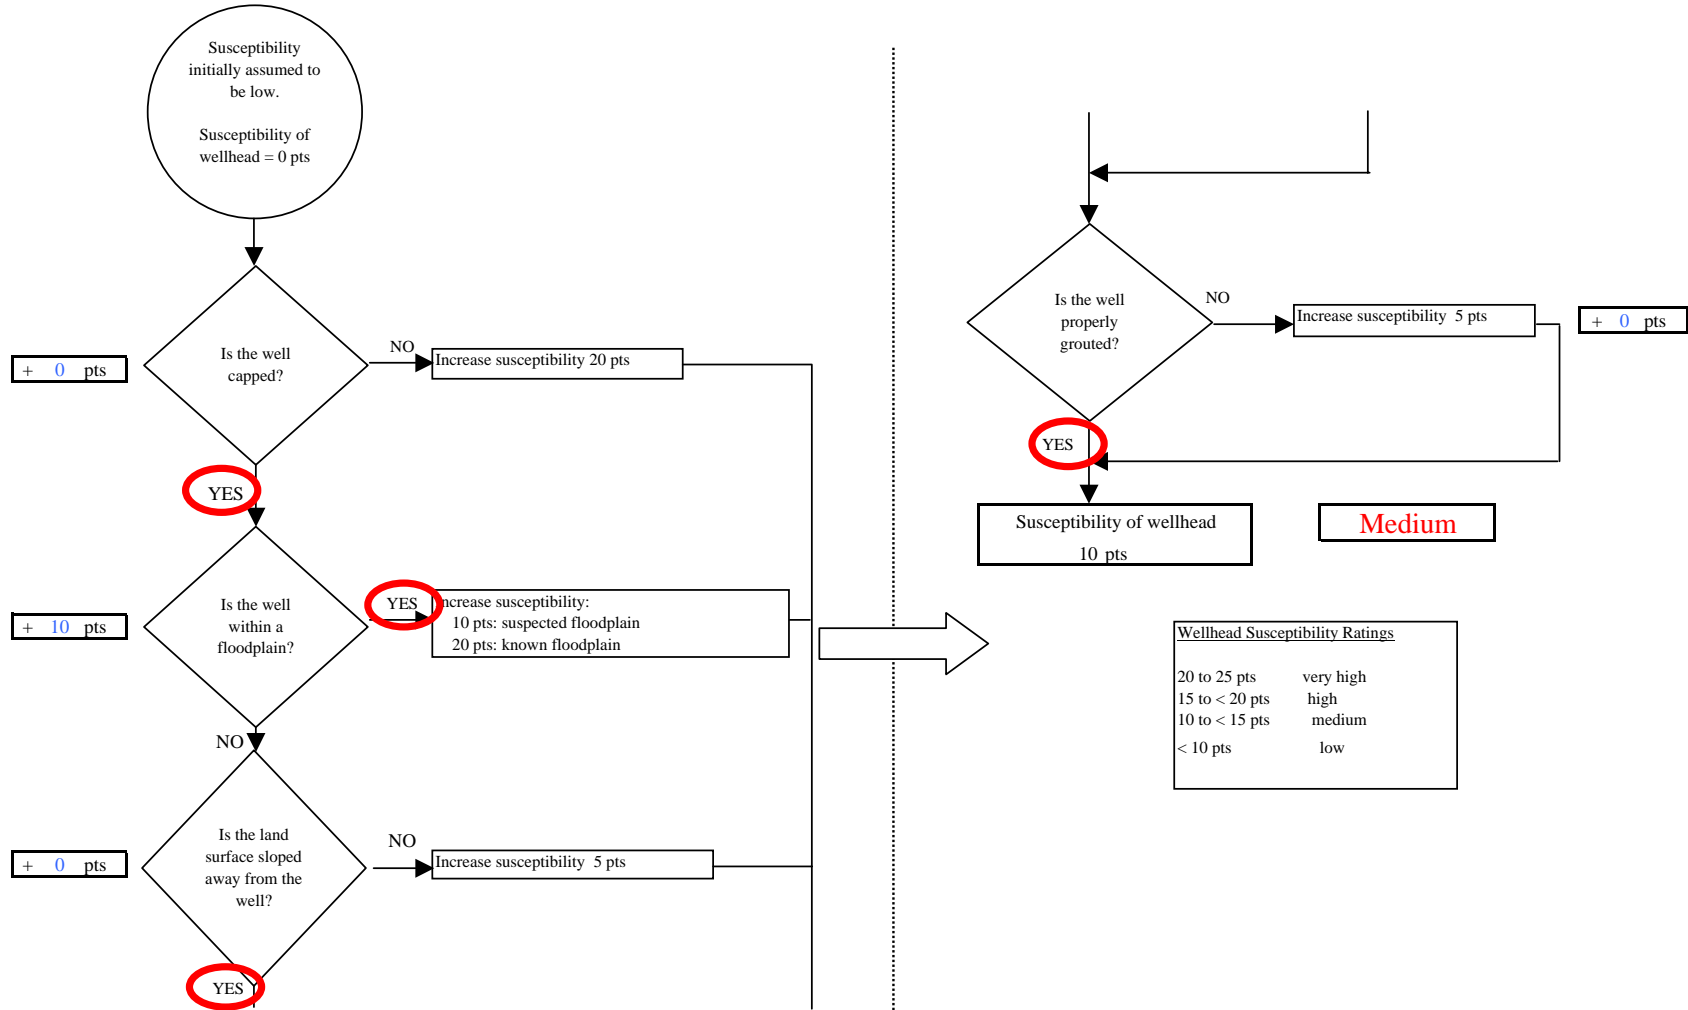 Susceptibility
initially assumed to
be low.
Susceptibility of
wellhead = 0 pts
+ 0 pts
Is the well
capped?
NO
Increase susceptibility 20 pts
YES
+ 10 pts
Is the well
within a
floodplain?
YES
Increase susceptibility:
10 pts: suspected floodplain
20 pts: known floodplain
NO
+ 0 pts
Is the land
surface sloped
away from the
well?
NO
Increase susceptibility 5 pts
YES
Is the well
properly
grouted?
NO
Increase susceptibility 5 pts
+ 0 pts
YES
Susceptibility of wellhead
10 pts
Medium
Wellhead Susceptibility Ratings
20 to 25 pts very high
15 to < 20 pts high
10 to < 15 pts medium
< 10 pts low